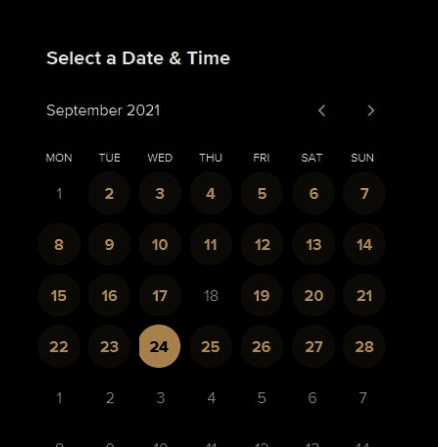 Select a Date & Time
September 2021
MON TUE WED THU FRI SAT SUN
1 2 3 4 5 6 7
8 9 10 11 12 13 14
15 16 17 18 19 20 21
22 23 24 25 26 27 28
1 2 3 4 5 6 7